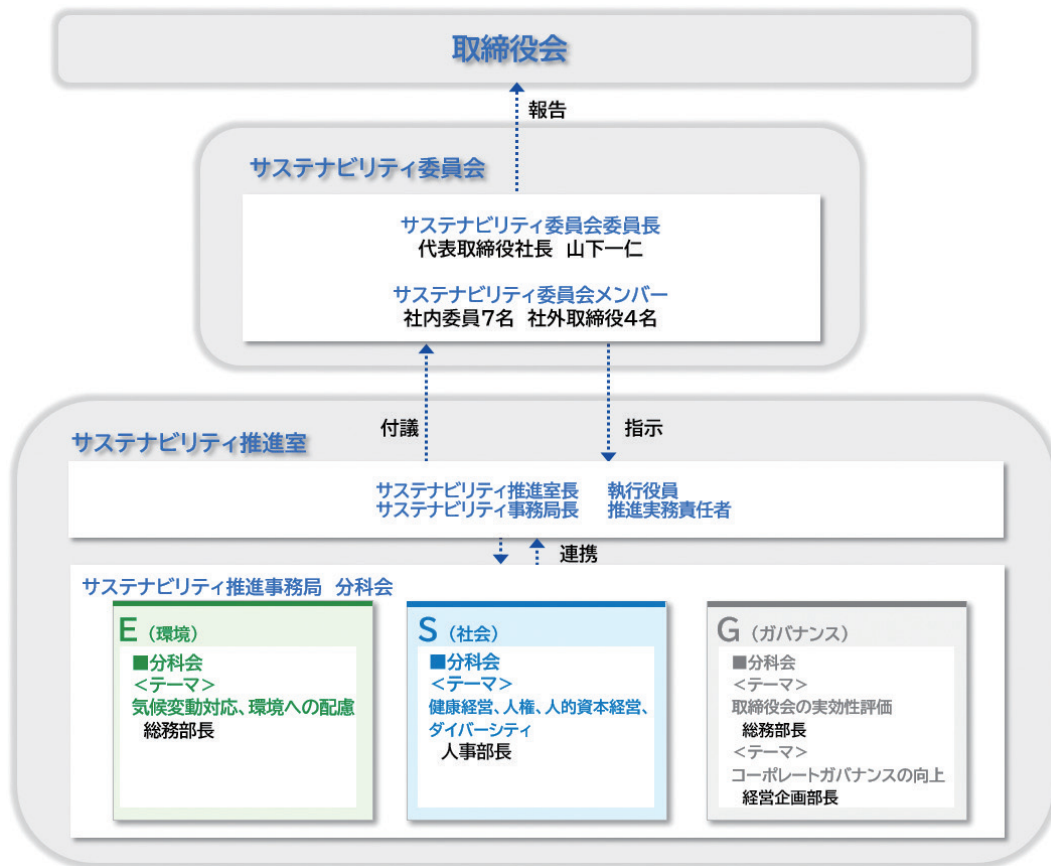 取締役会
報告
サステナビリティ委員会
サステナビリティ委員会委員長
代表取締役社長 山下一仁
サステナビリティ委員会メンバー
社内委員7名 社外取締役4名
付議
指示
サステナビリティ推進室
サステナビリティ推進室長 執行役員
サステナビリティ事務局長 推進実務責任者
連携
サステナビリティ推進事務局 分科会
E(環境)
■分科会
<テーマ>
気候変動対応、環境への配慮
総務部長
S(社会)
■分科会
<テーマ>
健康経営、人権、人的資本経営、
ダイバーシティ
人事部長
G(ガバナンス)
■分科会
<テーマ>
取締役会の実効性評価
総務部長
<テーマ>
コーポレートガバナンスの向上
経営企画部長